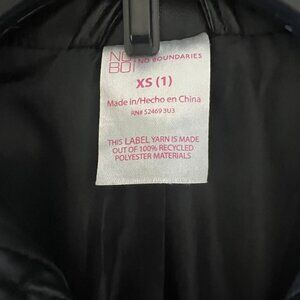 NO
BOI NO BOUNDARIES
XS (1)
Made in/Hecho en China
RN# 52469 3U3
THIS LABEL YARN IS MADE
OUT OF 100% RECYCLED
POLYESTER MATERIALS